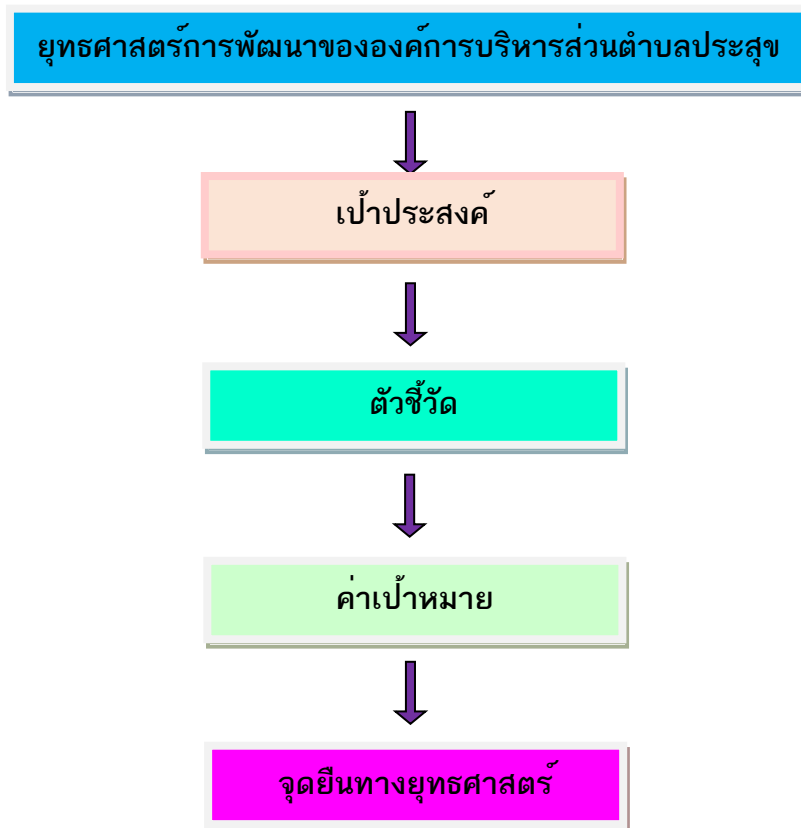 ยุทธศาสตร์การพัฒนาขององค์การบริหารส่วนตำบลประสุข
เป้าประสงค์
ตัวชี้วัด
ค่าเป้าหมาย
จุดยืนทางยุทธศาสตร์